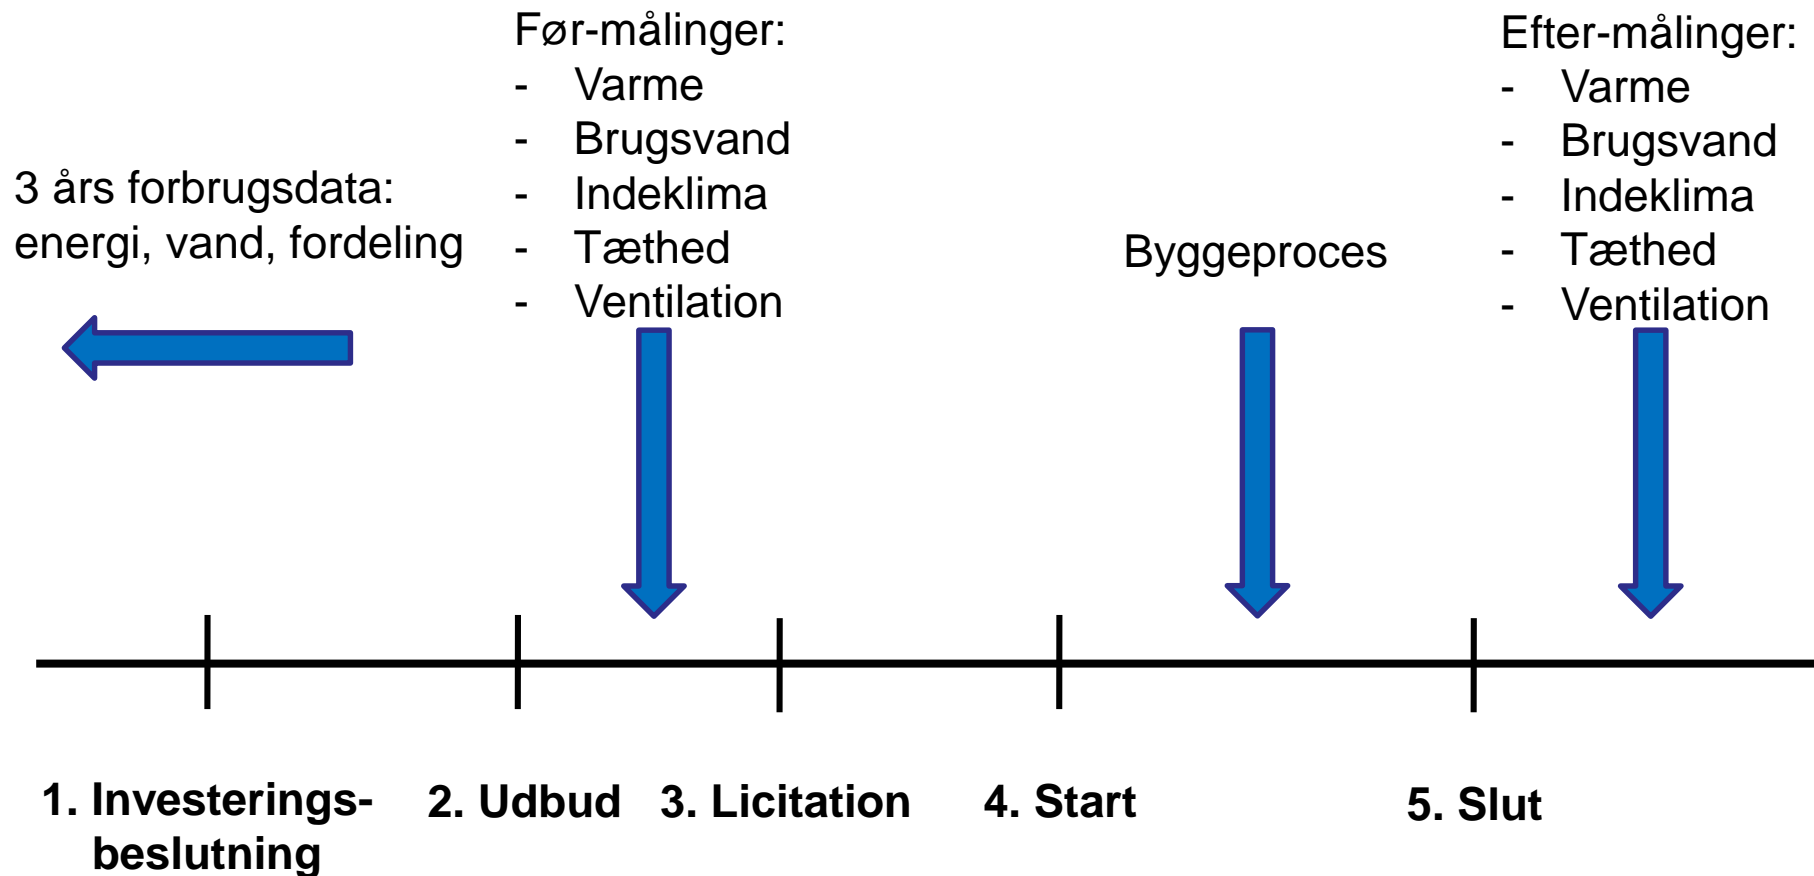 3 års forbrugsdata:
energi, vand, fordeling
Før-målinger:
- Varme
- Brugsvand
- Indeklima
- Tæthed
- Ventilation
Byggeproces
Efter-målinger:
- Varme
- Brugsvand
- Indeklima
- Tæthed
- Ventilation
1. Investerings-
beslutning
2. Udbud
3. Licitation
4. Start
5. Slut